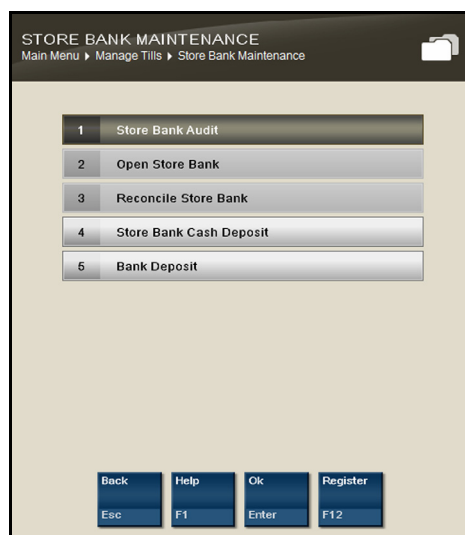 STORE BANK MAINTENANCE
Main Menu ▸ Manage Tills ▸ Store Bank Maintenance
1 Store Bank Audit
2 Open Store Bank
3 Reconcile Store Bank
4 Store Bank Cash Deposit
5 Bank Deposit
Back Help Ok Register
Esc F1 Enter F12